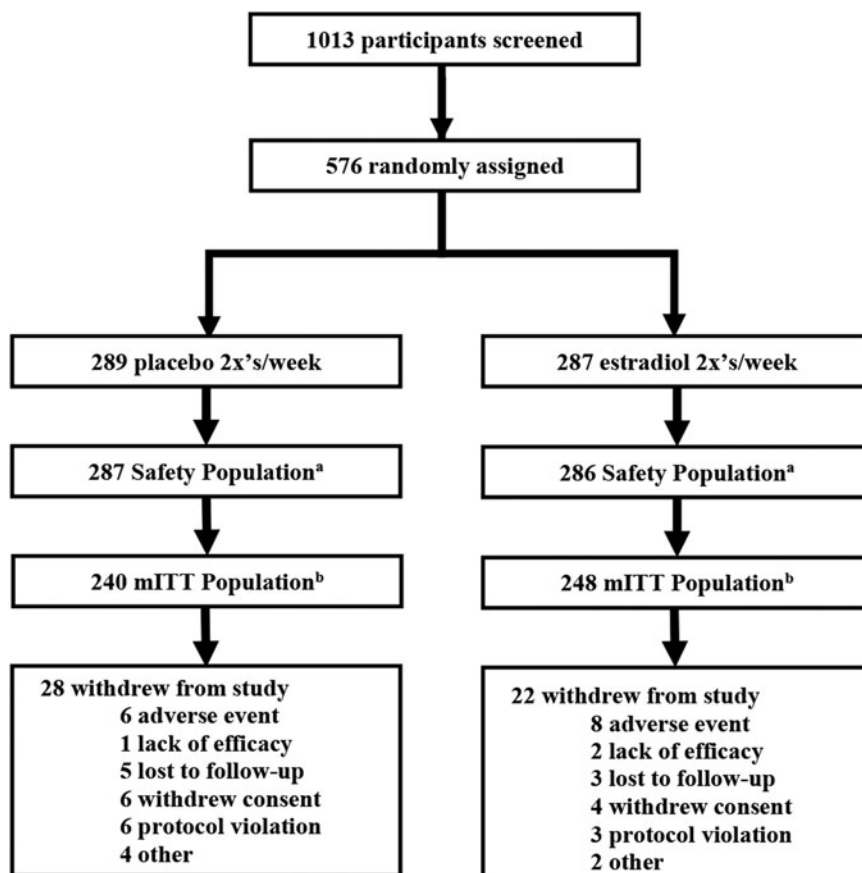 1013 participants screened
576 randomly assigned
289 placebo 2x's/week
287 estradiol 2x's/week
287 Safety Populationᵃ
286 Safety Populationᵃ
240 mITT Populationᵇ
248 mITT Populationᵇ
28 withdrew from study
6 adverse event
1 lack of efficacy
5 lost to follow-up
6 withdrew consent
6 protocol violation
4 other
22 withdrew from study
8 adverse event
2 lack of efficacy
3 lost to follow-up
4 withdrew consent
3 protocol violation
2 other